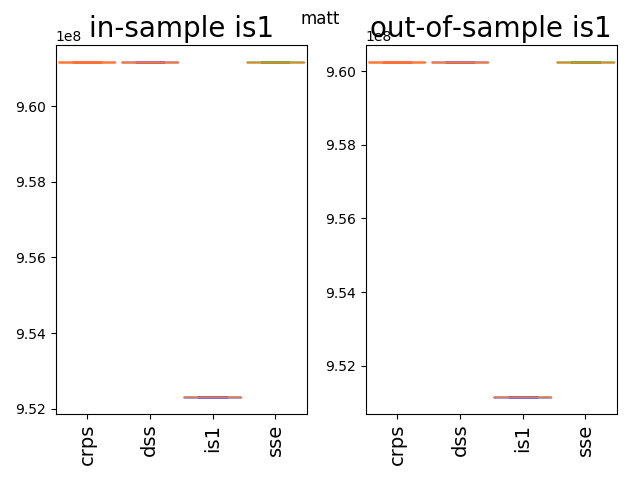 matt
in-sample is1
1e8
9.60
9.58
9.56
9.54
9.52
crps
dss
is1
sse
out-of-sample is1
1e8
9.60
9.58
9.56
9.54
9.52
crps
dss
is1
sse